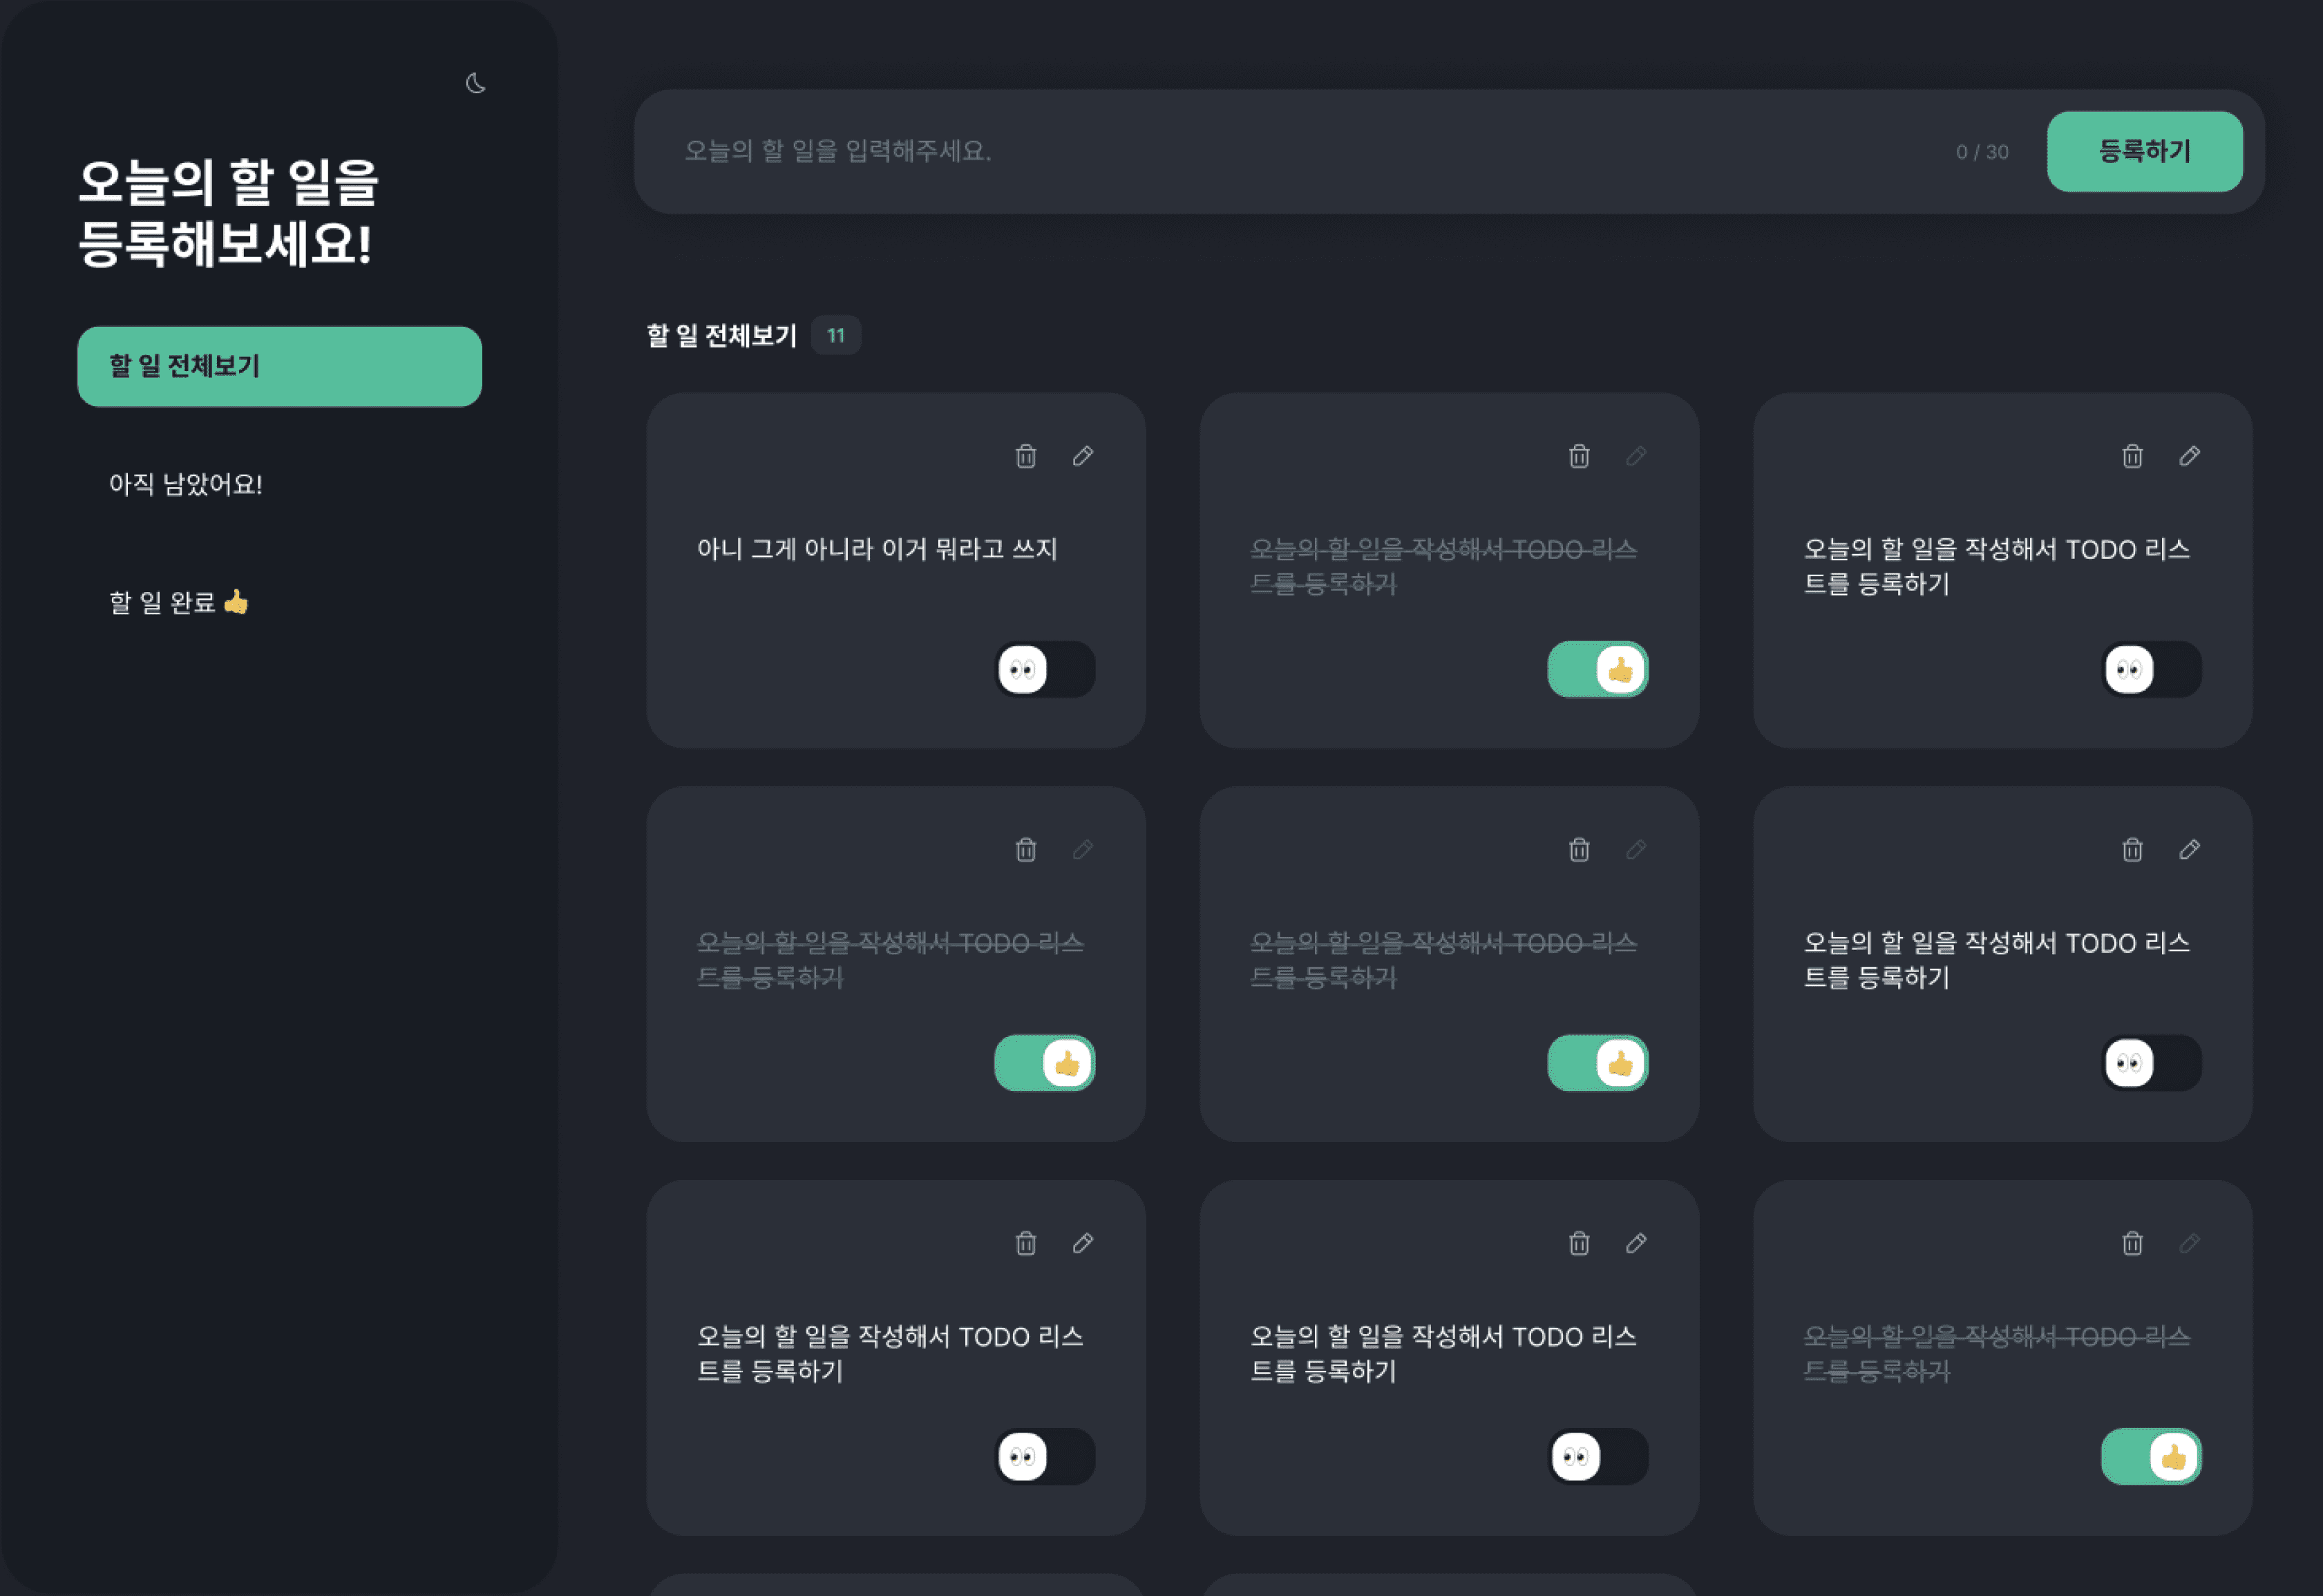 오늘의 할 일을
등록해보세요!
할 일 전체보기
아직 남았어요!
할 일 완료 👍
오늘의 할 일을 입력해주세요.
0 / 30
등록하기
할 일 전체보기
11
아니 그게 아니라 이거 뭐라고 쓰지
오늘의 할 일을 작성해서 TODO 리스
트를 등록하기
오늘의 할 일을 작성해서 TODO 리스
트를 등록하기
오늘의 할 일을 작성해서 TODO 리스
트를 등록하기
오늘의 할 일을 작성해서 TODO 리스
트를 등록하기
오늘의 할 일을 작성해서 TODO 리스
트를 등록하기
오늘의 할 일을 작성해서 TODO 리스
트를 등록하기
오늘의 할 일을 작성해서 TODO 리스
트를 등록하기
오늘의 할 일을 작성해서 TODO 리스
트를 등록하기